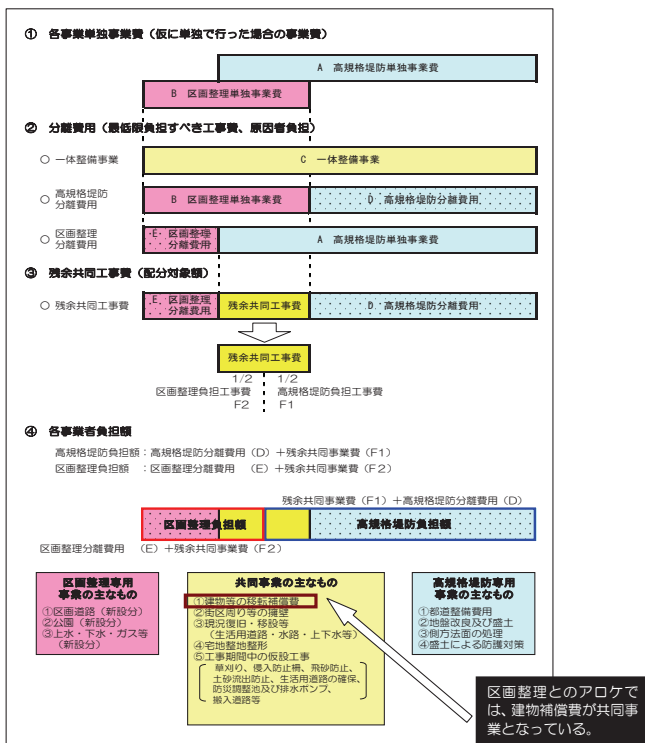 ① 各事業単独事業費（仮に単独で行った場合の事業費）
A 高規格堤防単独事業費
B 区画整理単独事業費
② 分離費用（最低限負担すべき工事費、原因者負担）
○ 一体整備事業
C 一体整備事業
○ 高規格堤防
分離費用
B 区画整理単独事業費
D 高規格堤防分離費用
○ 区画整理
分離費用
E 区画整理
分離費用
A 高規格堤防単独事業費
③ 残余共同工事費（配分対象額）
○ 残余共同工事費
E 区画整理
分離費用
残余共同工事費
D 高規格堤防分離費用
残余共同工事費
1/2 1/2
区画整理負担工事費 高規格堤防負担工事費
F2 F1
④ 各事業者負担額
高規格堤防負担額：高規格堤防分離費用（D）＋残余共同事業費（F1）
区画整理負担額 ：区画整理分離費用 （E）＋残余共同事業費（F2）
残余共同事業費（F1）＋高規格堤防分離費用（D）
区画整理負担額
高規格堤防負担額
区画整理分離費用 （E）＋残余共同事業費（F2）
区画整理専用
事業の主なもの
①区画道路（新設分）
②公園（新設分）
③上水・下水・ガス等
（新設分）
共同事業の主なもの
①建物等の移転補償費
②街区周り等の擁壁
③現況復旧・移設等
（生活用道路・水路・上下水等）
④宅地整地整形
⑤工事期間中の仮設工事
草刈り、侵入防止柵、飛砂防止、
土砂流出防止、生活用道路の確保、
防災調整池及び排水ポンプ、
搬入道路等
高規格堤防専用
事業の主なもの
①都道整備費用
②地盤改良及び盛土
③側方法面の処理
④盛土による防護対策
区画整理とのアロケで
は、建物補償費が共同事
業となっている。